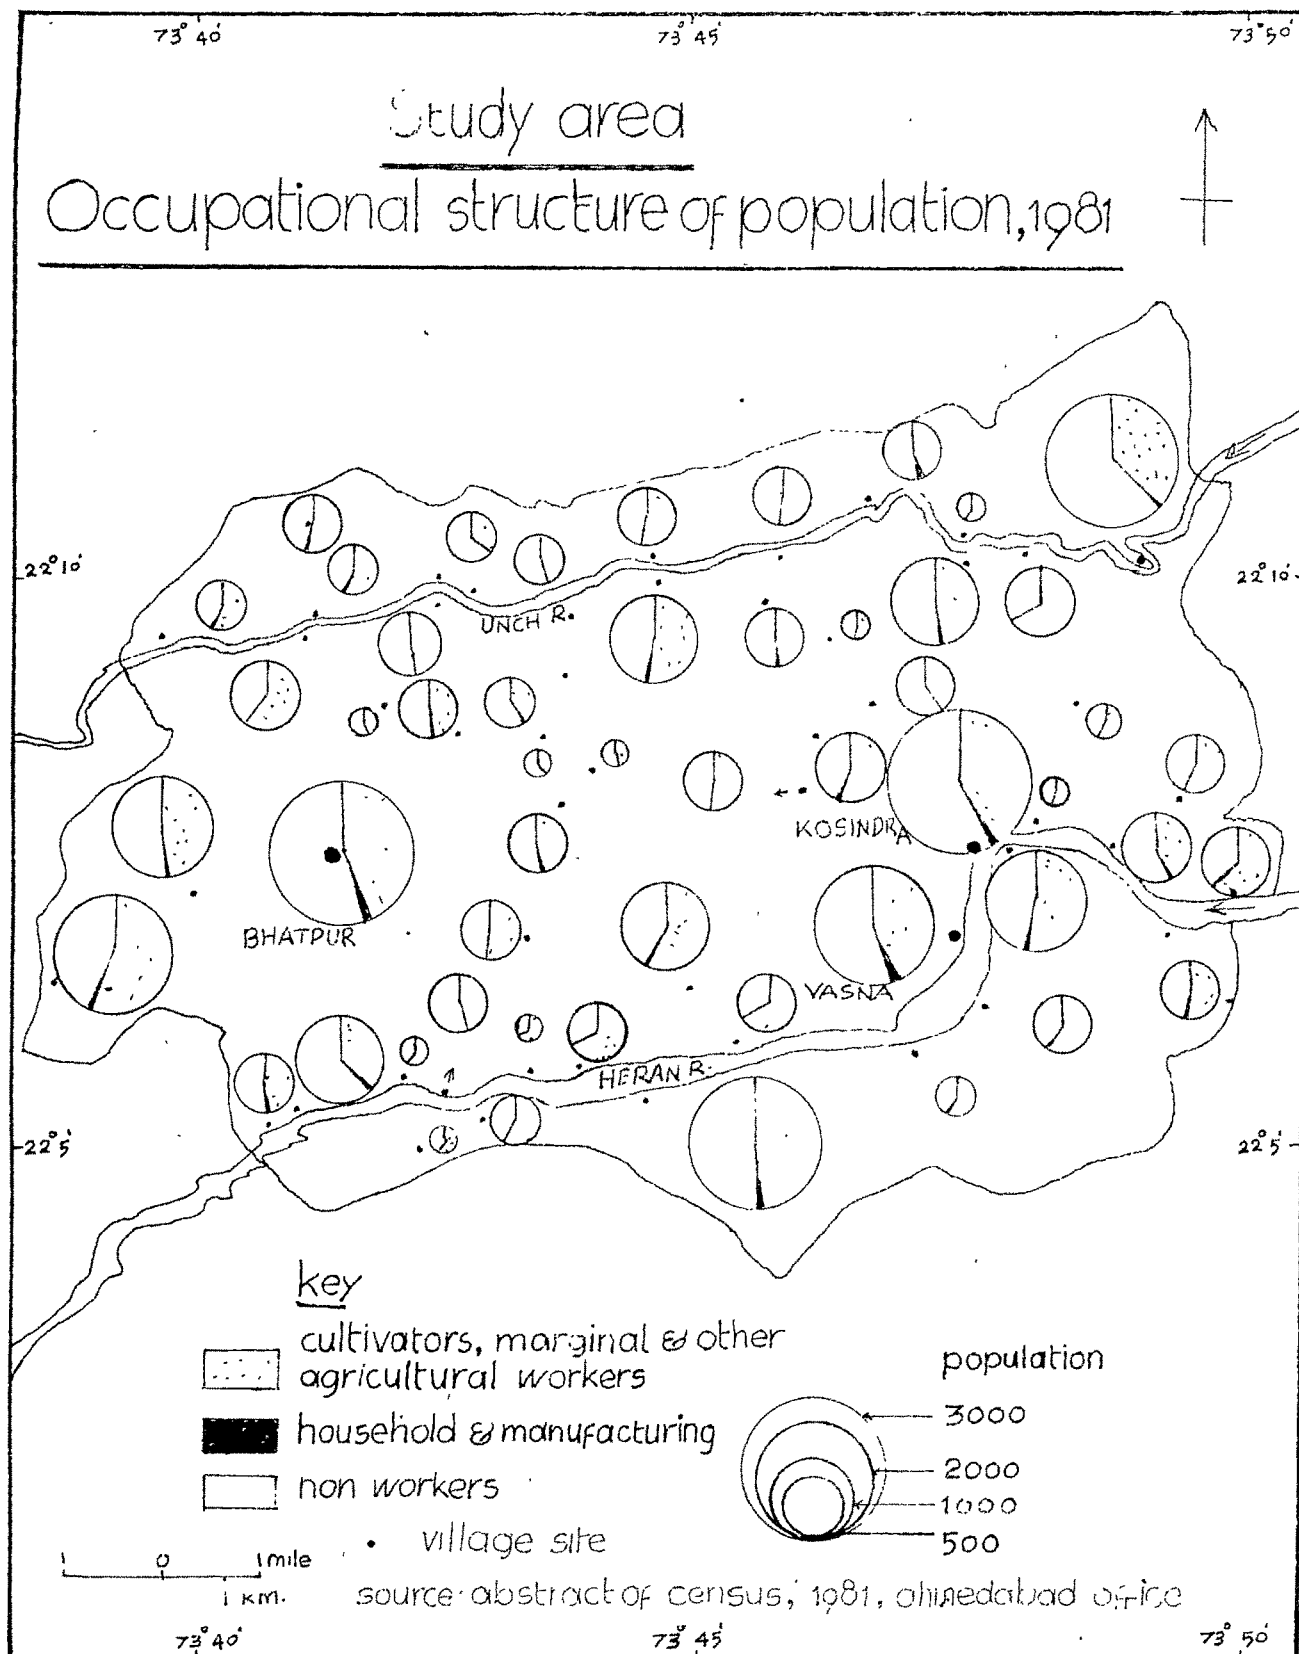 73° 40' 73° 45' 73° 50'
Study area
Occupational structure of population, 1981
22° 10' 22° 10'
UNCH R.
KOSINDRA
BHATPUR
VASNA
HERAN R.
22° 5' 22° 5'
key
cultivators, marginal & other
agricultural workers
household & manufacturing
non workers
village site
population
3000
2000
1000
500
1 0 1 mile
1 KM.
source: abstract of census, 1981, ahmedabad office
73° 40' 73° 45' 73° 50'